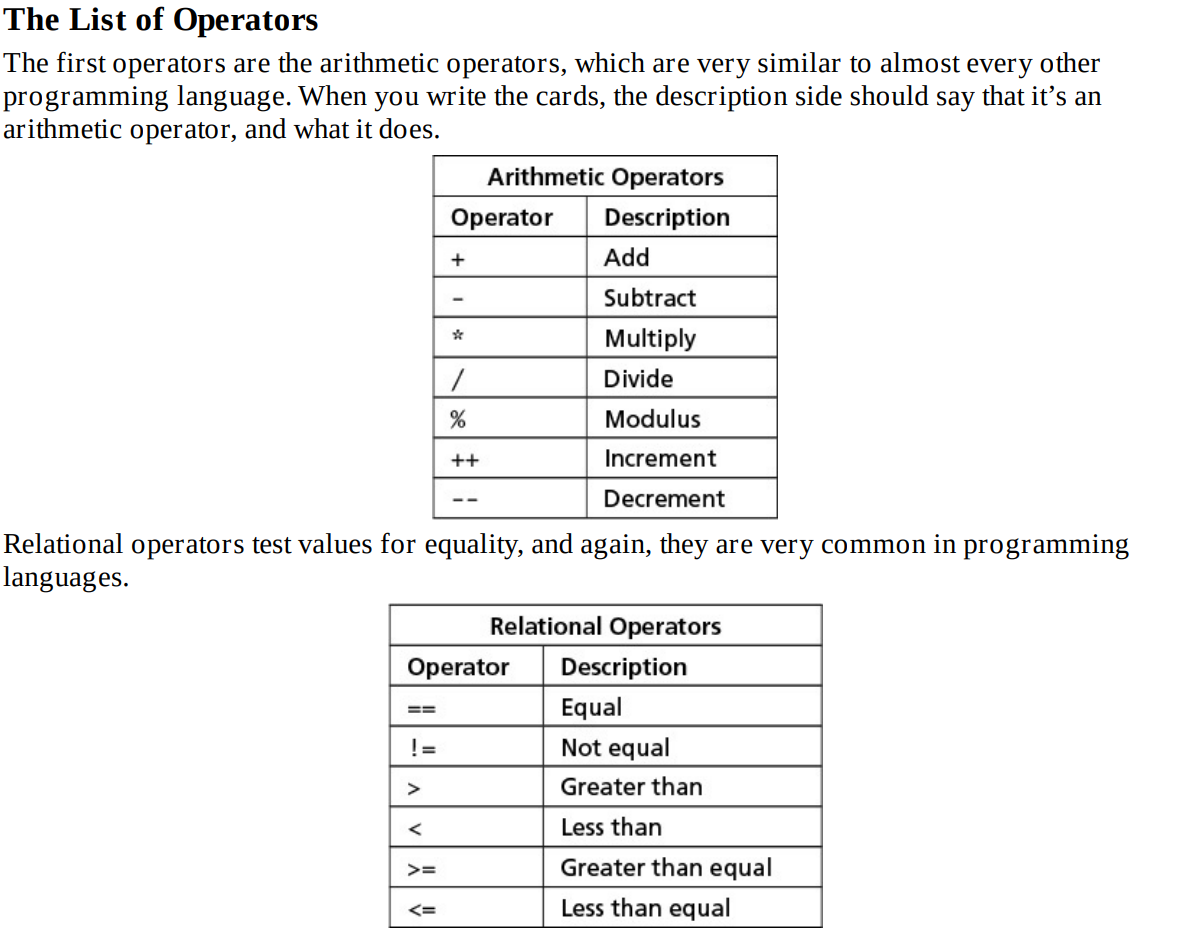 The List of Operators
The first operators are the arithmetic operators, which are very similar to almost every other
programming language. When you write the cards, the description side should say that it’s an
arithmetic operator, and what it does.
Arithmetic Operators
Operator Description
+ Add
- Subtract
* Multiply
/ Divide
% Modulus
++ Increment
-- Decrement
Relational operators test values for equality, and again, they are very common in programming
languages.
Relational Operators
Operator Description
== Equal
!= Not equal
> Greater than
< Less than
>= Greater than equal
<= Less than equal